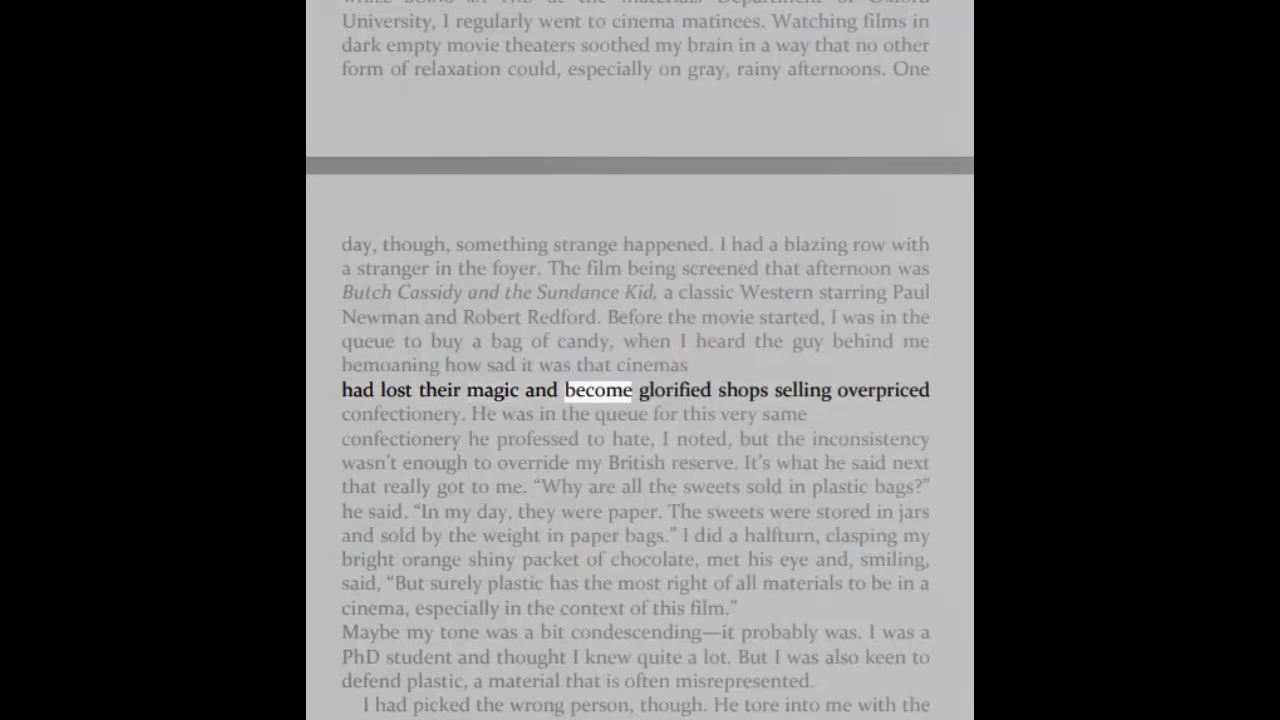 University, I regularly went to cinema matinees. Watching films in
dark empty movie theaters soothed my brain in a way that no other
form of relaxation could, especially on gray, rainy afternoons. One
day, though, something strange happened. I had a blazing row with
a stranger in the foyer. The film being screened that afternoon was
Butch Cassidy and the Sundance Kid, a classic Western starring Paul
Newman and Robert Redford. Before the movie started, I was in the
queue to buy a bag of candy, when I heard the guy behind me
bemoaning how sad it was that cinemas
had lost their magic and become glorified shops selling overpriced
confectionery. He was in the queue for this very same
confectionery he professed to hate, I noted, but the inconsistency
wasn’t enough to override my British reserve. It’s what he said next
that really got to me. “Why are all the sweets sold in plastic bags?”
he said. “In my day, they were paper. The sweets were stored in jars
and sold by the weight in paper bags.” I did a halfturn, clasping my
bright orange shiny packet of chocolate, met his eye and, smiling,
said, “But surely plastic has the most right of all materials to be in a
cinema, especially in the context of this film.”
Maybe my tone was a bit condescending—it probably was. I was a
PhD student and thought I knew quite a lot. But I was also keen to
defend plastic, a material that is often misrepresented.
I had picked the wrong person, though. He tore into me with the